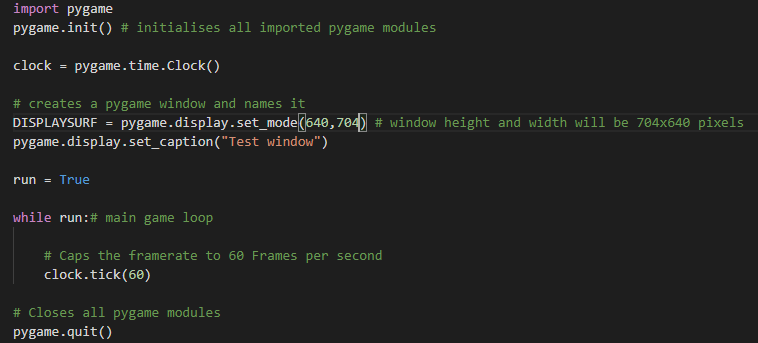 import pygame
pygame.init() # initialises all imported pygame modules
clock = pygame.time.Clock()
# creates a pygame window and names it
DISPLAYSURF = pygame.display.set_mode(640,704) # window height and width will be 704x640 pixels
pygame.display.set_caption("Test window")
run = True
while run:# main game loop
# Caps the framerate to 60 Frames per second
clock.tick(60)
# Closes all pygame modules
pygame.quit()